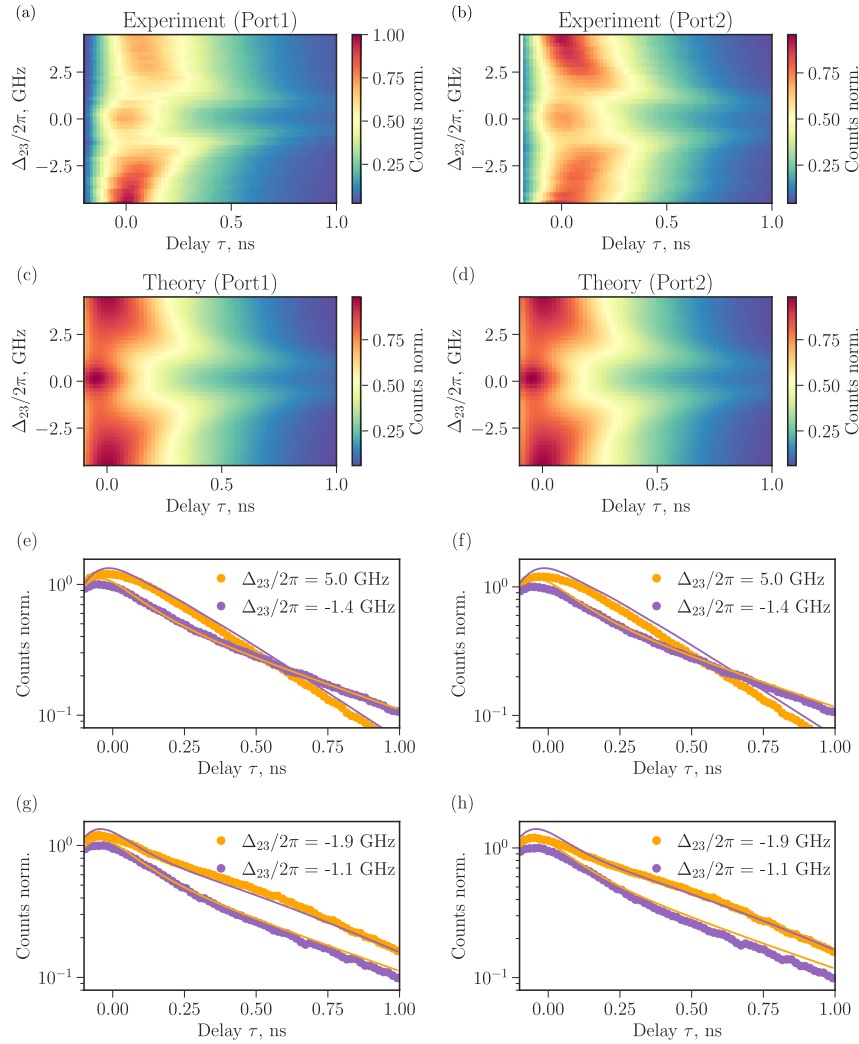 (a)
Experiment (Port1)
Δ₂₃/2π, GHz
2.5
0.0
−2.5
0.0
0.5
1.0
Delay τ, ns
1.00
0.75
0.50
0.25
Counts norm.
(b)
Experiment (Port2)
Δ₂₃/2π, GHz
2.5
0.0
−2.5
0.0
0.5
1.0
Delay τ, ns
0.75
0.50
0.25
Counts norm.
(c)
Theory (Port1)
Δ₂₃/2π, GHz
2.5
0.0
−2.5
0.0
0.5
1.0
Delay τ, ns
0.75
0.50
0.25
Counts norm.
(d)
Theory (Port2)
Δ₂₃/2π, GHz
2.5
0.0
−2.5
0.0
0.5
1.0
Delay τ, ns
0.75
0.50
0.25
Counts norm.
(e)
Counts norm.
10⁰
10⁻¹
Δ₂₃/2π = 5.0 GHz
Δ₂₃/2π = -1.4 GHz
0.00
0.25
0.50
0.75
1.00
Delay τ, ns
(f)
Counts norm.
10⁰
10⁻¹
Δ₂₃/2π = 5.0 GHz
Δ₂₃/2π = -1.4 GHz
0.00
0.25
0.50
0.75
1.00
Delay τ, ns
(g)
Counts norm.
10⁰
10⁻¹
Δ₂₃/2π = -1.9 GHz
Δ₂₃/2π = -1.1 GHz
0.00
0.25
0.50
0.75
1.00
Delay τ, ns
(h)
Counts norm.
10⁰
10⁻¹
Δ₂₃/2π = -1.9 GHz
Δ₂₃/2π = -1.1 GHz
0.00
0.25
0.50
0.75
1.00
Delay τ, ns